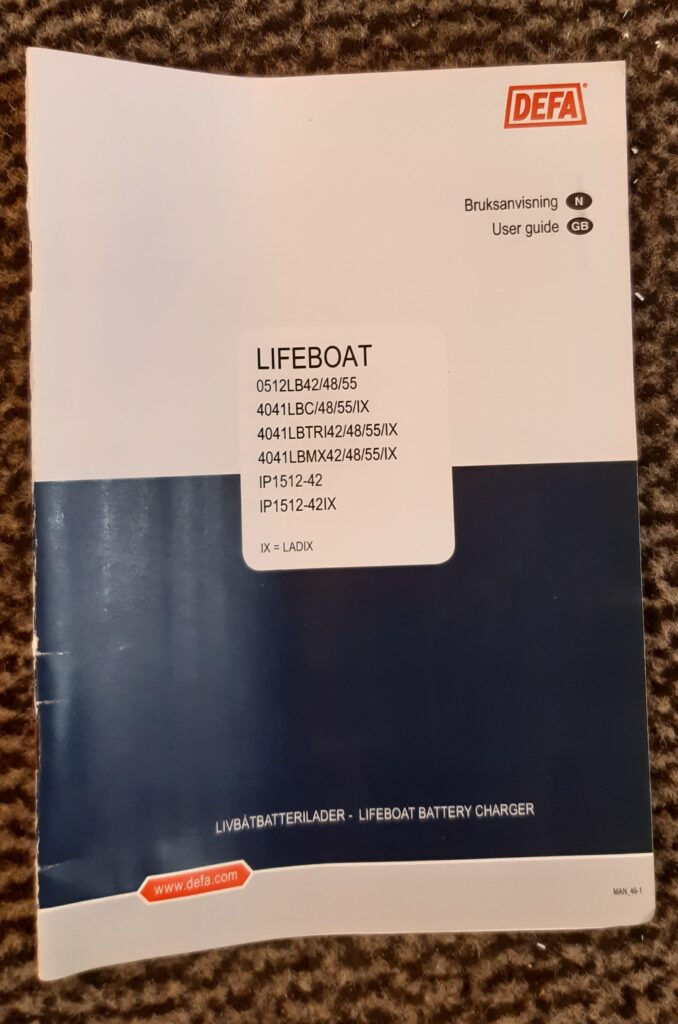 DEFA
Bruksanvisning N
User guide GB
LIFEBOAT
0512LB42/48/55
4041LBC/48/55/IX
4041LBTRI42/48/55/IX
4041LBMX42/48/55/IX
IP1512-42
IP1512-42IX
IX = LADIX
LIVBÅTBATTERILADER - LIFEBOAT BATTERY CHARGER
www.defa.com
MAN_46-1